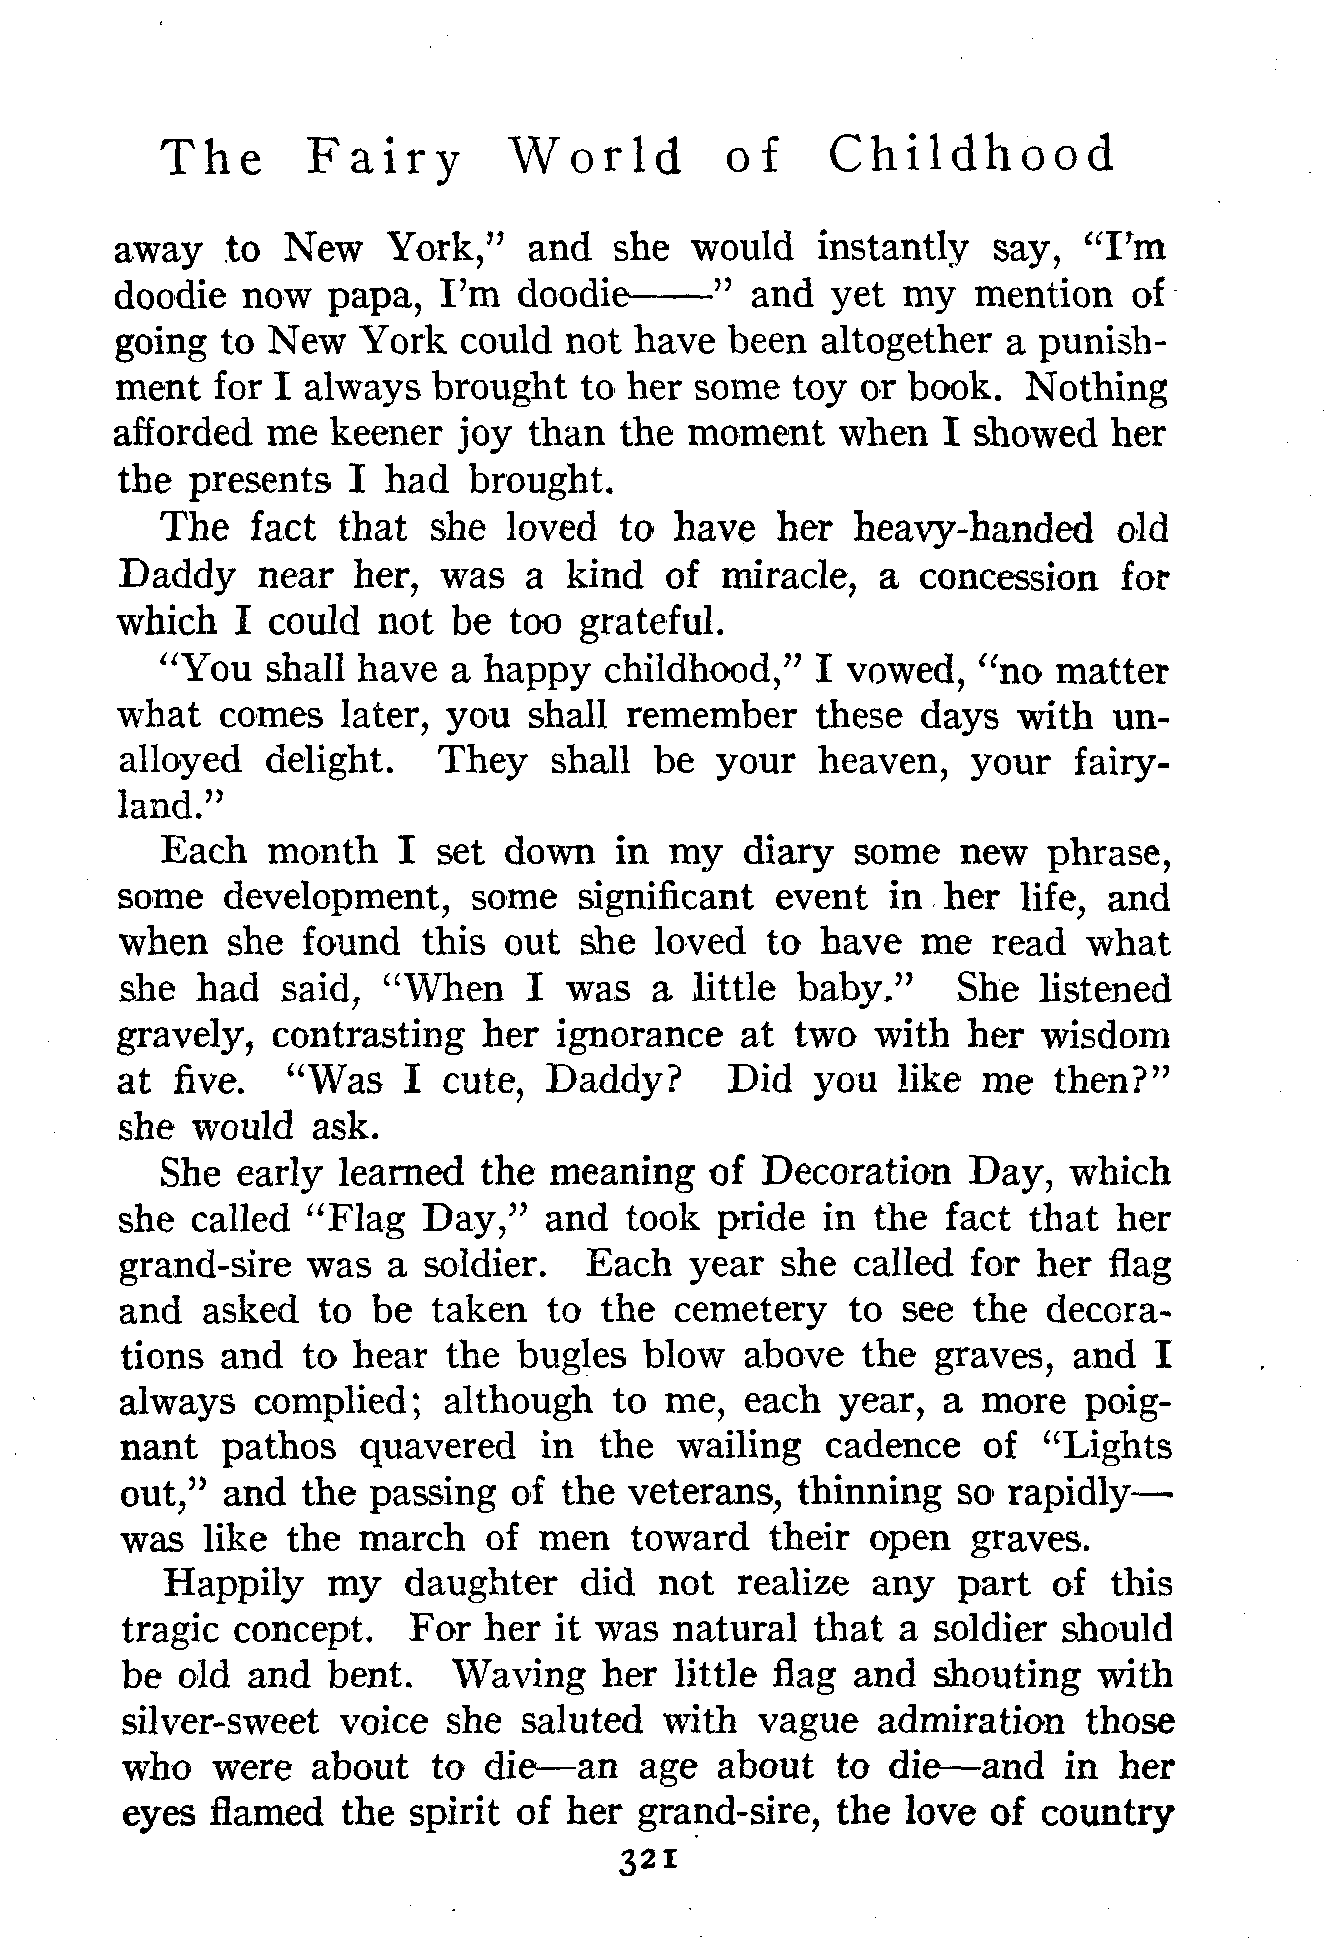 The Fairy World of Childhood
away to New York,” and she would instantly say, “I’m
doodie now papa, I’m doodie——” and yet my mention of
going to New York could not have been altogether a punish-
ment for I always brought to her some toy or book. Nothing
afforded me keener joy than the moment when I showed her
the presents I had brought.
The fact that she loved to have her heavy-handed old
Daddy near her, was a kind of miracle, a concession for
which I could not be too grateful.
“You shall have a happy childhood,” I vowed, “no matter
what comes later, you shall remember these days with un-
alloyed delight. They shall be your heaven, your fairy-
land.”
Each month I set down in my diary some new phrase,
some development, some significant event in her life, and
when she found this out she loved to have me read what
she had said, “When I was a little baby.” She listened
gravely, contrasting her ignorance at two with her wisdom
at five. “Was I cute, Daddy? Did you like me then?”
she would ask.
She early learned the meaning of Decoration Day, which
she called “Flag Day,” and took pride in the fact that her
grand-sire was a soldier. Each year she called for her flag
and asked to be taken to the cemetery to see the decora-
tions and to hear the bugles blow above the graves, and I
always complied; although to me, each year, a more poig-
nant pathos quavered in the wailing cadence of “Lights
out,” and the passing of the veterans, thinning so rapidly—
was like the march of men toward their open graves.
Happily my daughter did not realize any part of this
tragic concept. For her it was natural that a soldier should
be old and bent. Waving her little flag and shouting with
silver-sweet voice she saluted with vague admiration those
who were about to die—an age about to die—and in her
eyes flamed the spirit of her grand-sire, the love of country
321